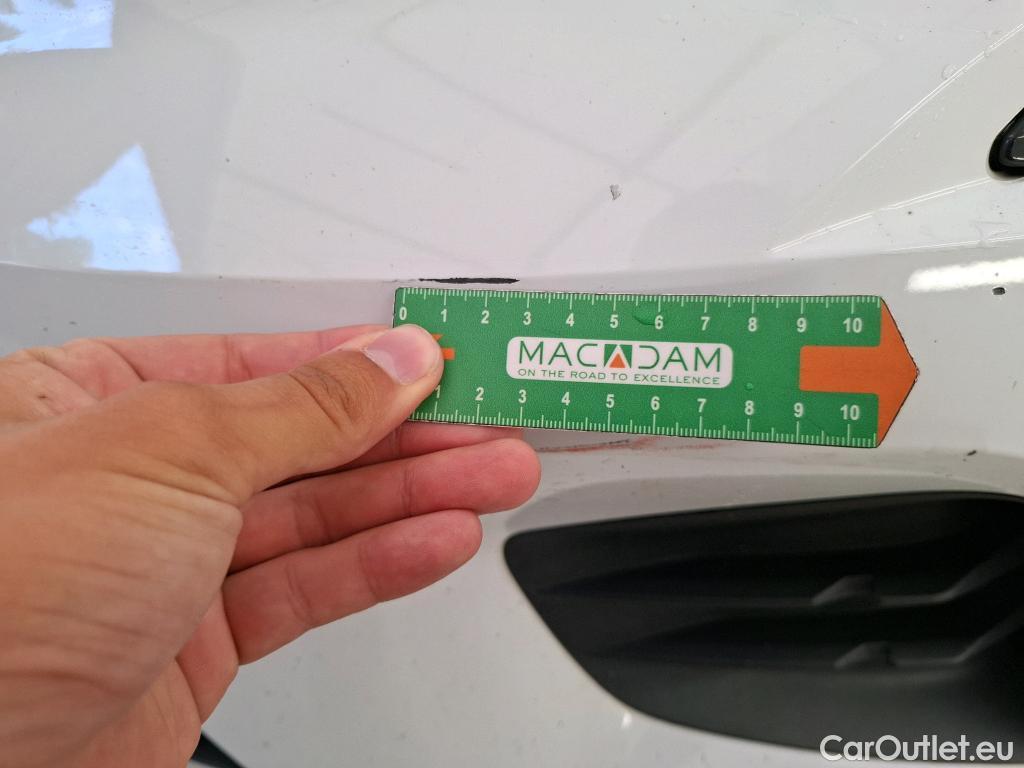 0 1 2 3 4 5 6 7 8 9 10
MACADAM
ON THE ROAD TO EXCELLENCE
1 2 3 4 5 6 7 8 9 10
CarOutlet.eu